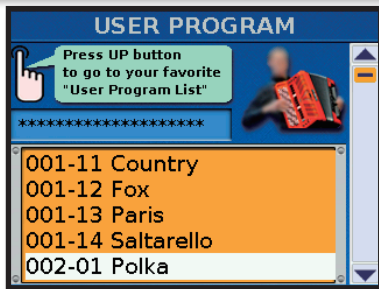 USER PROGRAM
Press UP button
to go to your favorite
"User Program List"
********************
001-11 Country
001-12 Fox
001-13 Paris
001-14 Saltarello
002-01 Polka